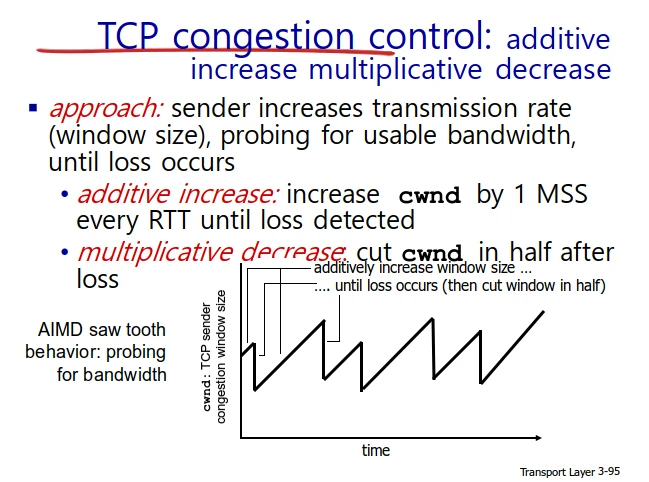 TCP congestion control: additive
increase multiplicative decrease
▪ approach: sender increases transmission rate
(window size), probing for usable bandwidth,
until loss occurs
• additive increase: increase cwnd by 1 MSS
every RTT until loss detected
• multiplicative decrease: cut cwnd in half after
loss
additively increase window size …
…. until loss occurs (then cut window in half)
AIMD saw tooth
behavior: probing
for bandwidth
cwnd: TCP sender
congestion window size
time
Transport Layer 3-95